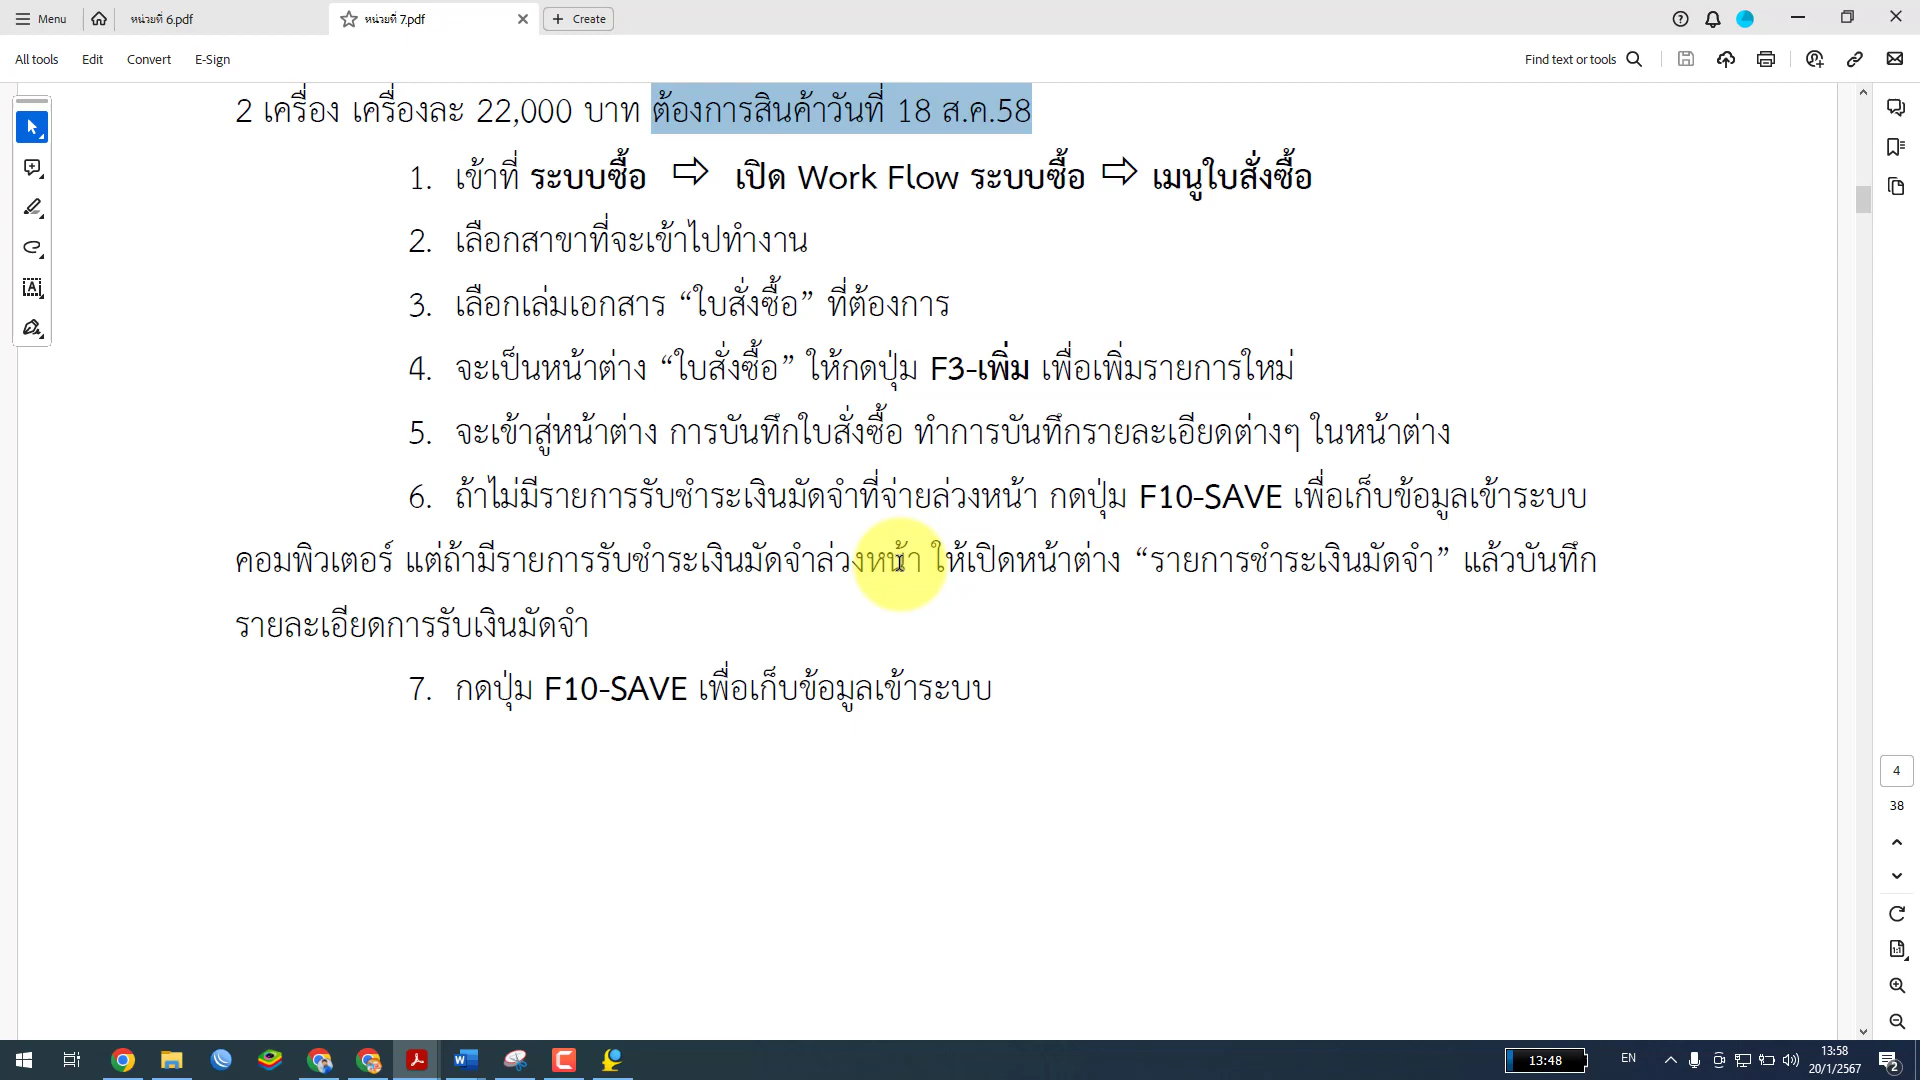 Menu
หน่วยที่ 6.pdf
หน่วยที่ 7.pdf
Create
All tools
Edit
Convert
E-Sign
Find text or tools
2 เครื่อง เครื่องละ 22,000 บาท ต้องการสินค้าวันที่ 18 ส.ค.58
1. เข้าที่ ระบบซื้อ ⇨ เปิด Work Flow ระบบซื้อ ⇨ เมนูใบสั่งซื้อ
2. เลือกสาขาที่จะเข้าไปทำงาน
3. เลือกเล่มเอกสาร “ใบสั่งซื้อ” ที่ต้องการ
4. จะเป็นหน้าต่าง “ใบสั่งซื้อ” ให้กดปุ่ม F3-เพิ่ม เพื่อเพิ่มรายการใหม่
5. จะเข้าสู่หน้าต่าง การบันทึกใบสั่งซื้อ ทำการบันทึกรายละเอียดต่างๆ ในหน้าต่าง
6. ถ้าไม่มีรายการรับชำระเงินมัดจำที่จ่ายล่วงหน้า กดปุ่ม F10-SAVE เพื่อเก็บข้อมูลเข้าระบบ
คอมพิวเตอร์ แต่ถ้ามีรายการรับชำระเงินมัดจำล่วงหน้า ให้เปิดหน้าต่าง “รายการชำระเงินมัดจำ” แล้วบันทึก
รายละเอียดการรับเงินมัดจำ
7. กดปุ่ม F10-SAVE เพื่อเก็บข้อมูลเข้าระบบ
4
38
13:48
EN
13:58
20/1/2567
2